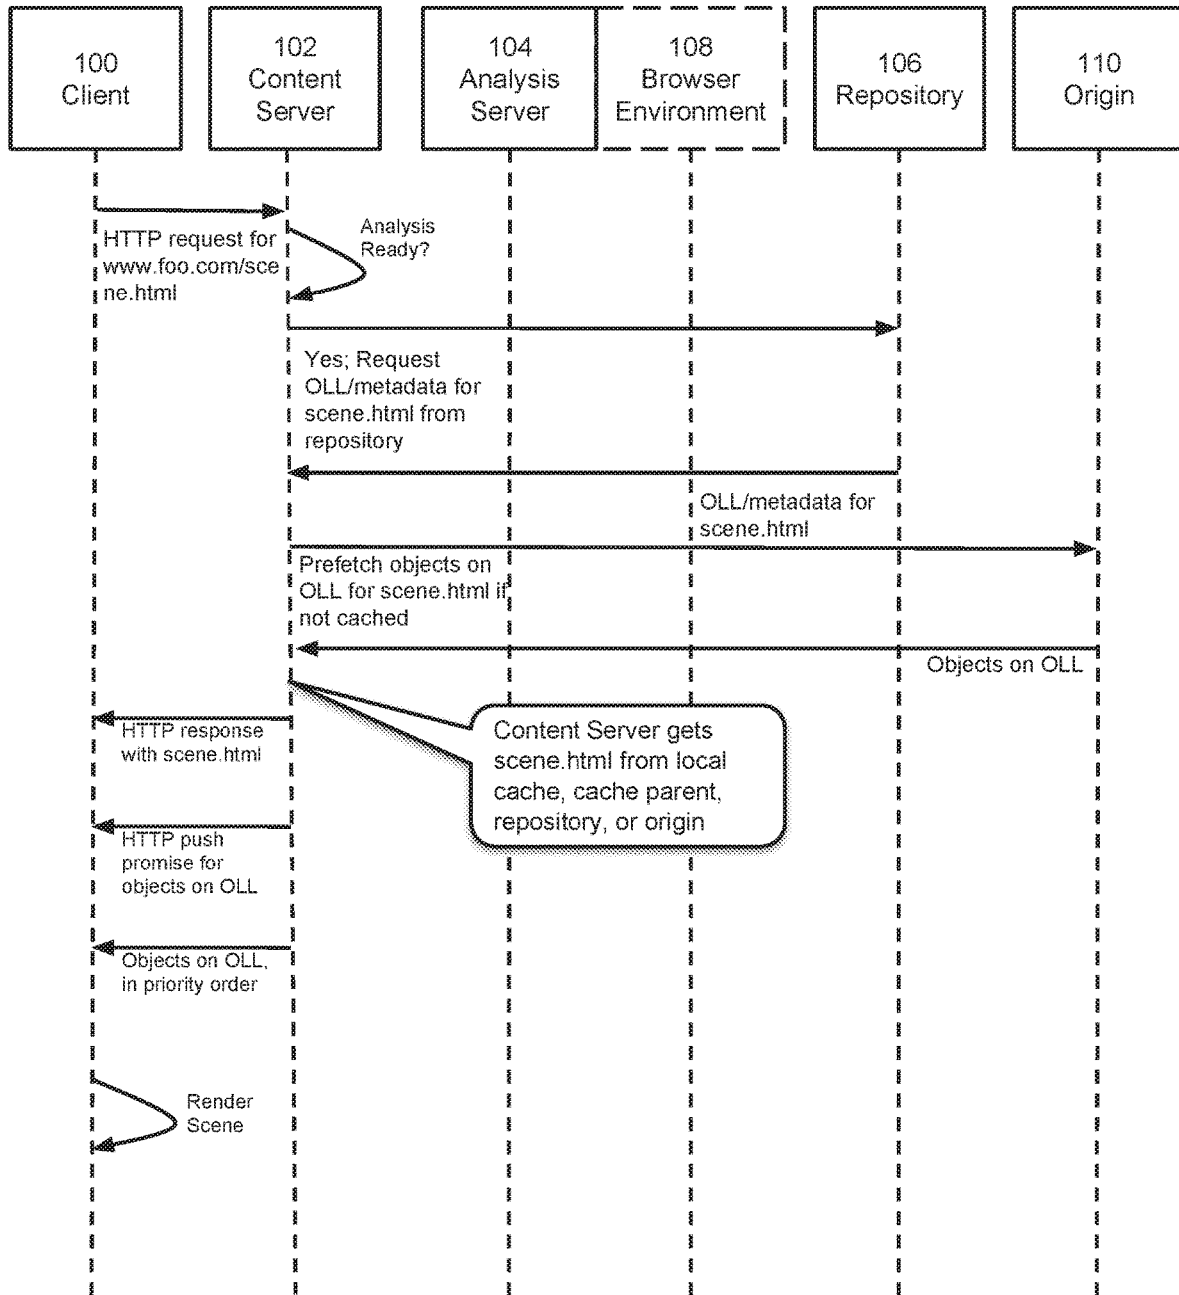 100
Client
102
Content
Server
104
Analysis
Server
108
Browser
Environment
106
Repository
110
Origin
HTTP request for
www.foo.com/sce
ne.html
Analysis
Ready?
Yes; Request
OLL/metadata for
scene.html from
repository
OLL/metadata for
scene.html
Prefetch objects on
OLL for scene.html if
not cached
Objects on OLL
Content Server gets
scene.html from local
cache, cache parent,
repository, or origin
HTTP response
with scene.html
HTTP push
promise for
objects on OLL
Objects on OLL,
in priority order
Render
Scene